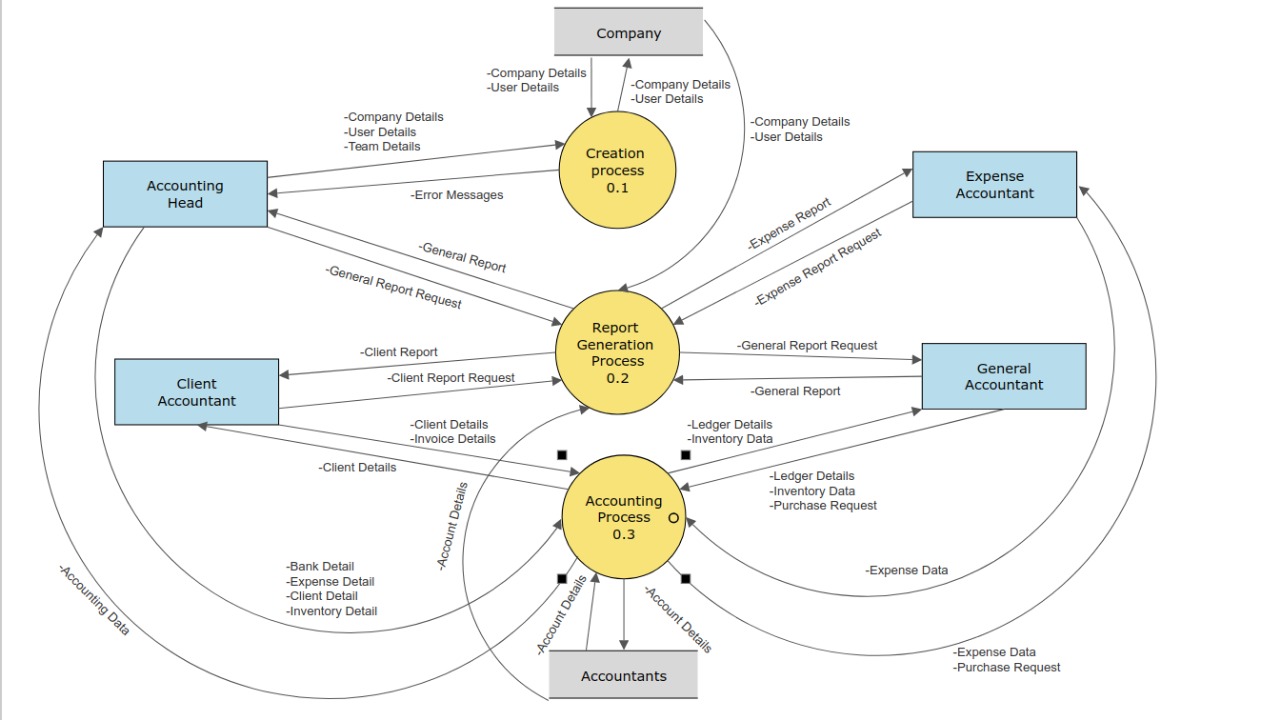 Company
-Company Details
-User Details
-Company Details
-User Details
-Company Details
-User Details
-Team Details
-Company Details
-User Details
Creation
process
0.1
Accounting
Head
Expense
Accountant
-Error Messages
-General Report
-General Report Request
-Expense Report
-Expense Report Request
Report
Generation
Process
0.2
-Client Report
-Client Report Request
-General Report Request
-General Report
Client
Accountant
General
Accountant
-Client Details
-Invoice Details
-Client Details
-Ledger Details
-Inventory Data
-Ledger Details
-Inventory Data
-Purchase Request
Accounting
Process
0.3
-Account Details
-Bank Detail
-Expense Detail
-Client Detail
-Inventory Detail
-Accounting Data
-Expense Data
-Account Details
-Account Details
-Expense Data
-Purchase Request
Accountants